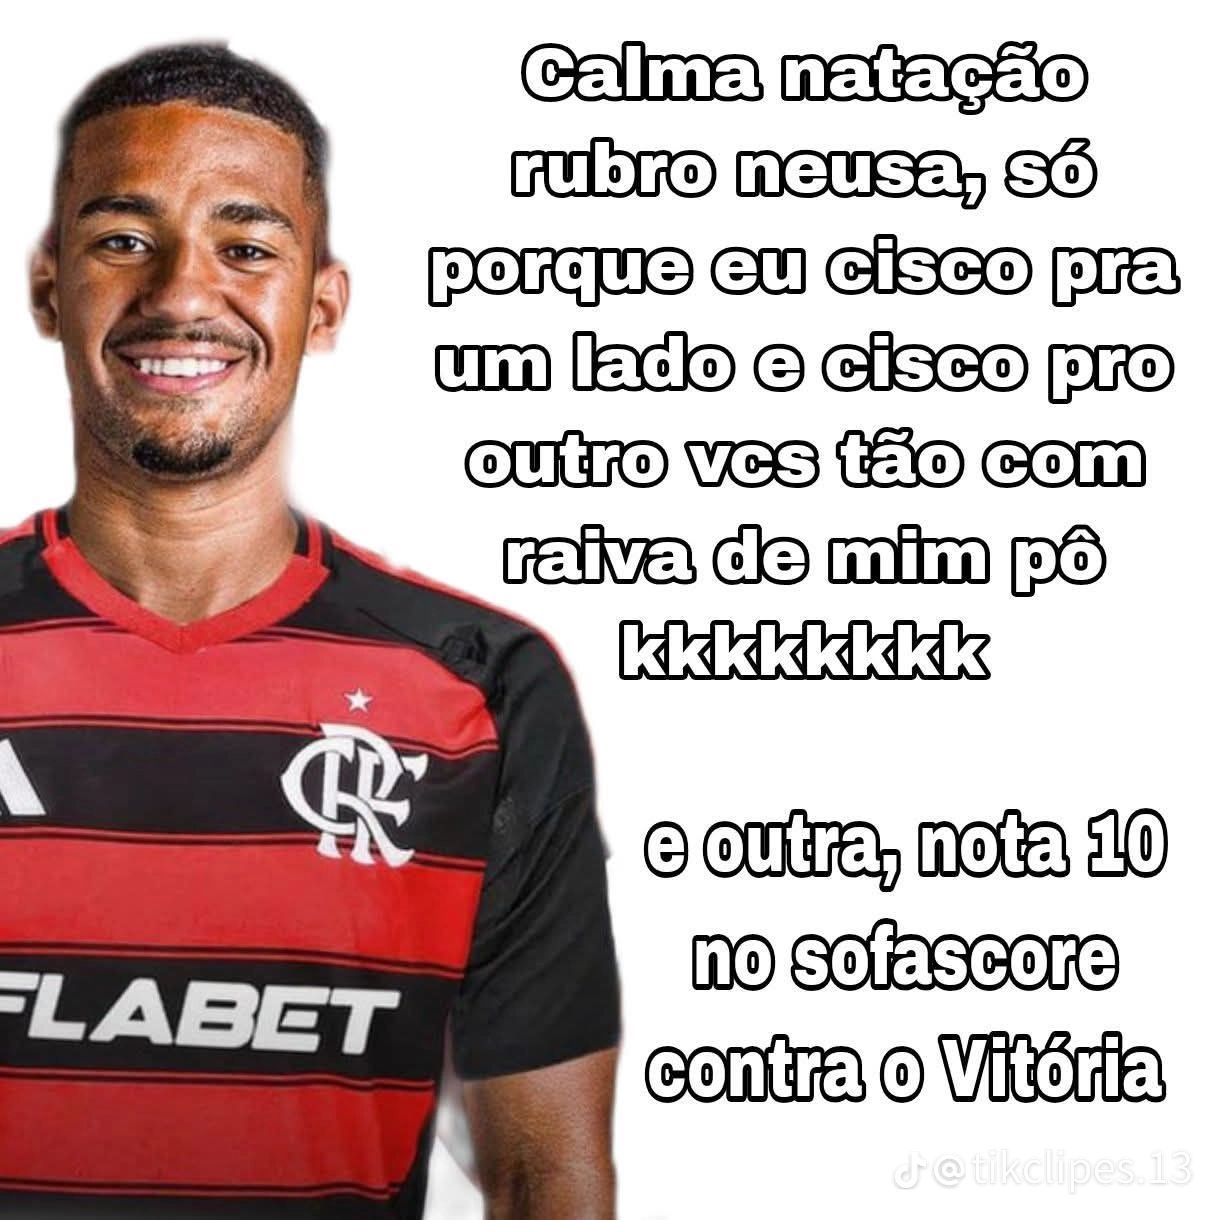 Calma natação
rubro neusa, só
porque eu cisco pra
um lado e cisco pro
outro vcs tão com
raiva de mim pô
kkkkkkkk
e outra, nota 10
no sofascore
contra o Vitória
FLABET
@tikclipes.13